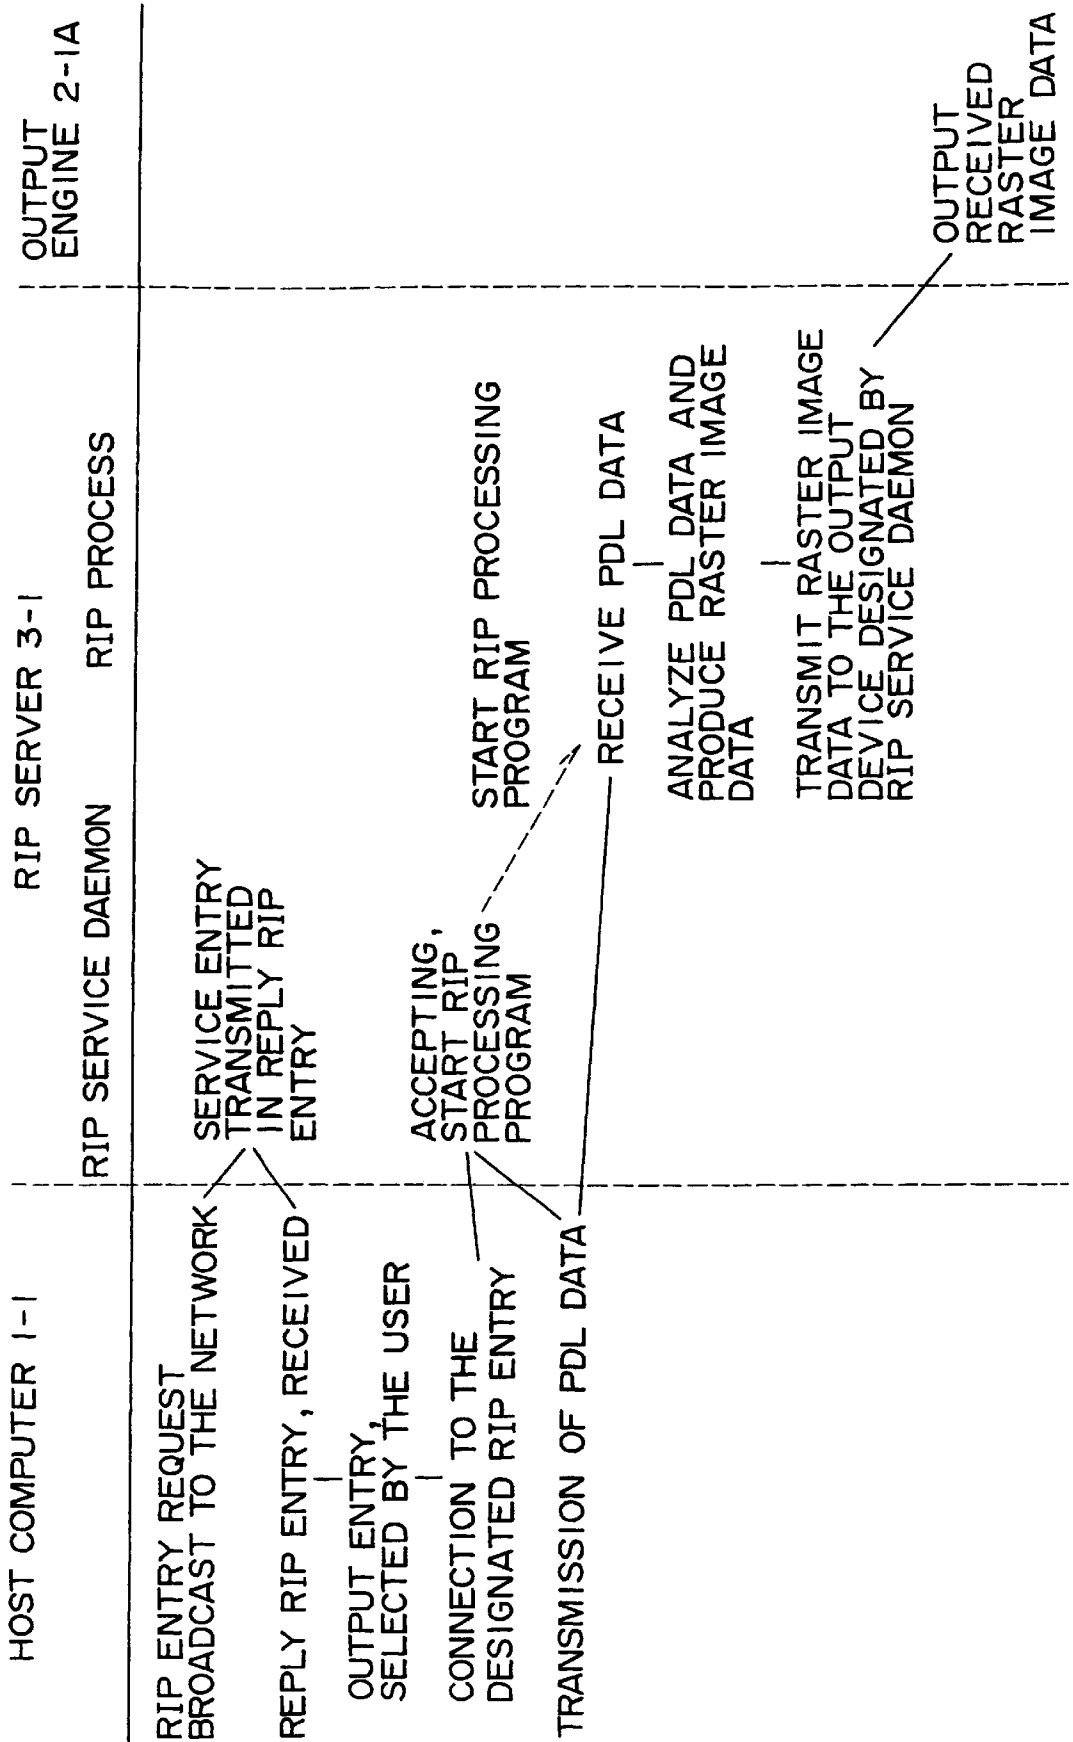 HOST COMPUTER 1-1
RIP SERVER 3-1
OUTPUT
ENGINE 2-1A
RIP SERVICE DAEMON
RIP PROCESS
RIP ENTRY REQUEST
BROADCAST TO THE NETWORK
SERVICE ENTRY
TRANSMITTED
IN REPLY RIP
ENTRY
REPLY RIP ENTRY, RECEIVED
OUTPUT ENTRY,
SELECTED BY THE USER
CONNECTION TO THE
DESIGNATED RIP ENTRY
ACCEPTING,
START RIP
PROCESSING
PROGRAM
START RIP PROCESSING
PROGRAM
TRANSMISSION OF PDL DATA
RECEIVE PDL DATA
ANALYZE PDL DATA AND
PRODUCE RASTER IMAGE
DATA
TRANSMIT RASTER IMAGE
DATA TO THE OUTPUT
DEVICE DESIGNATED BY
RIP SERVICE DAEMON
OUTPUT
RECEIVED
RASTER
IMAGE DATA